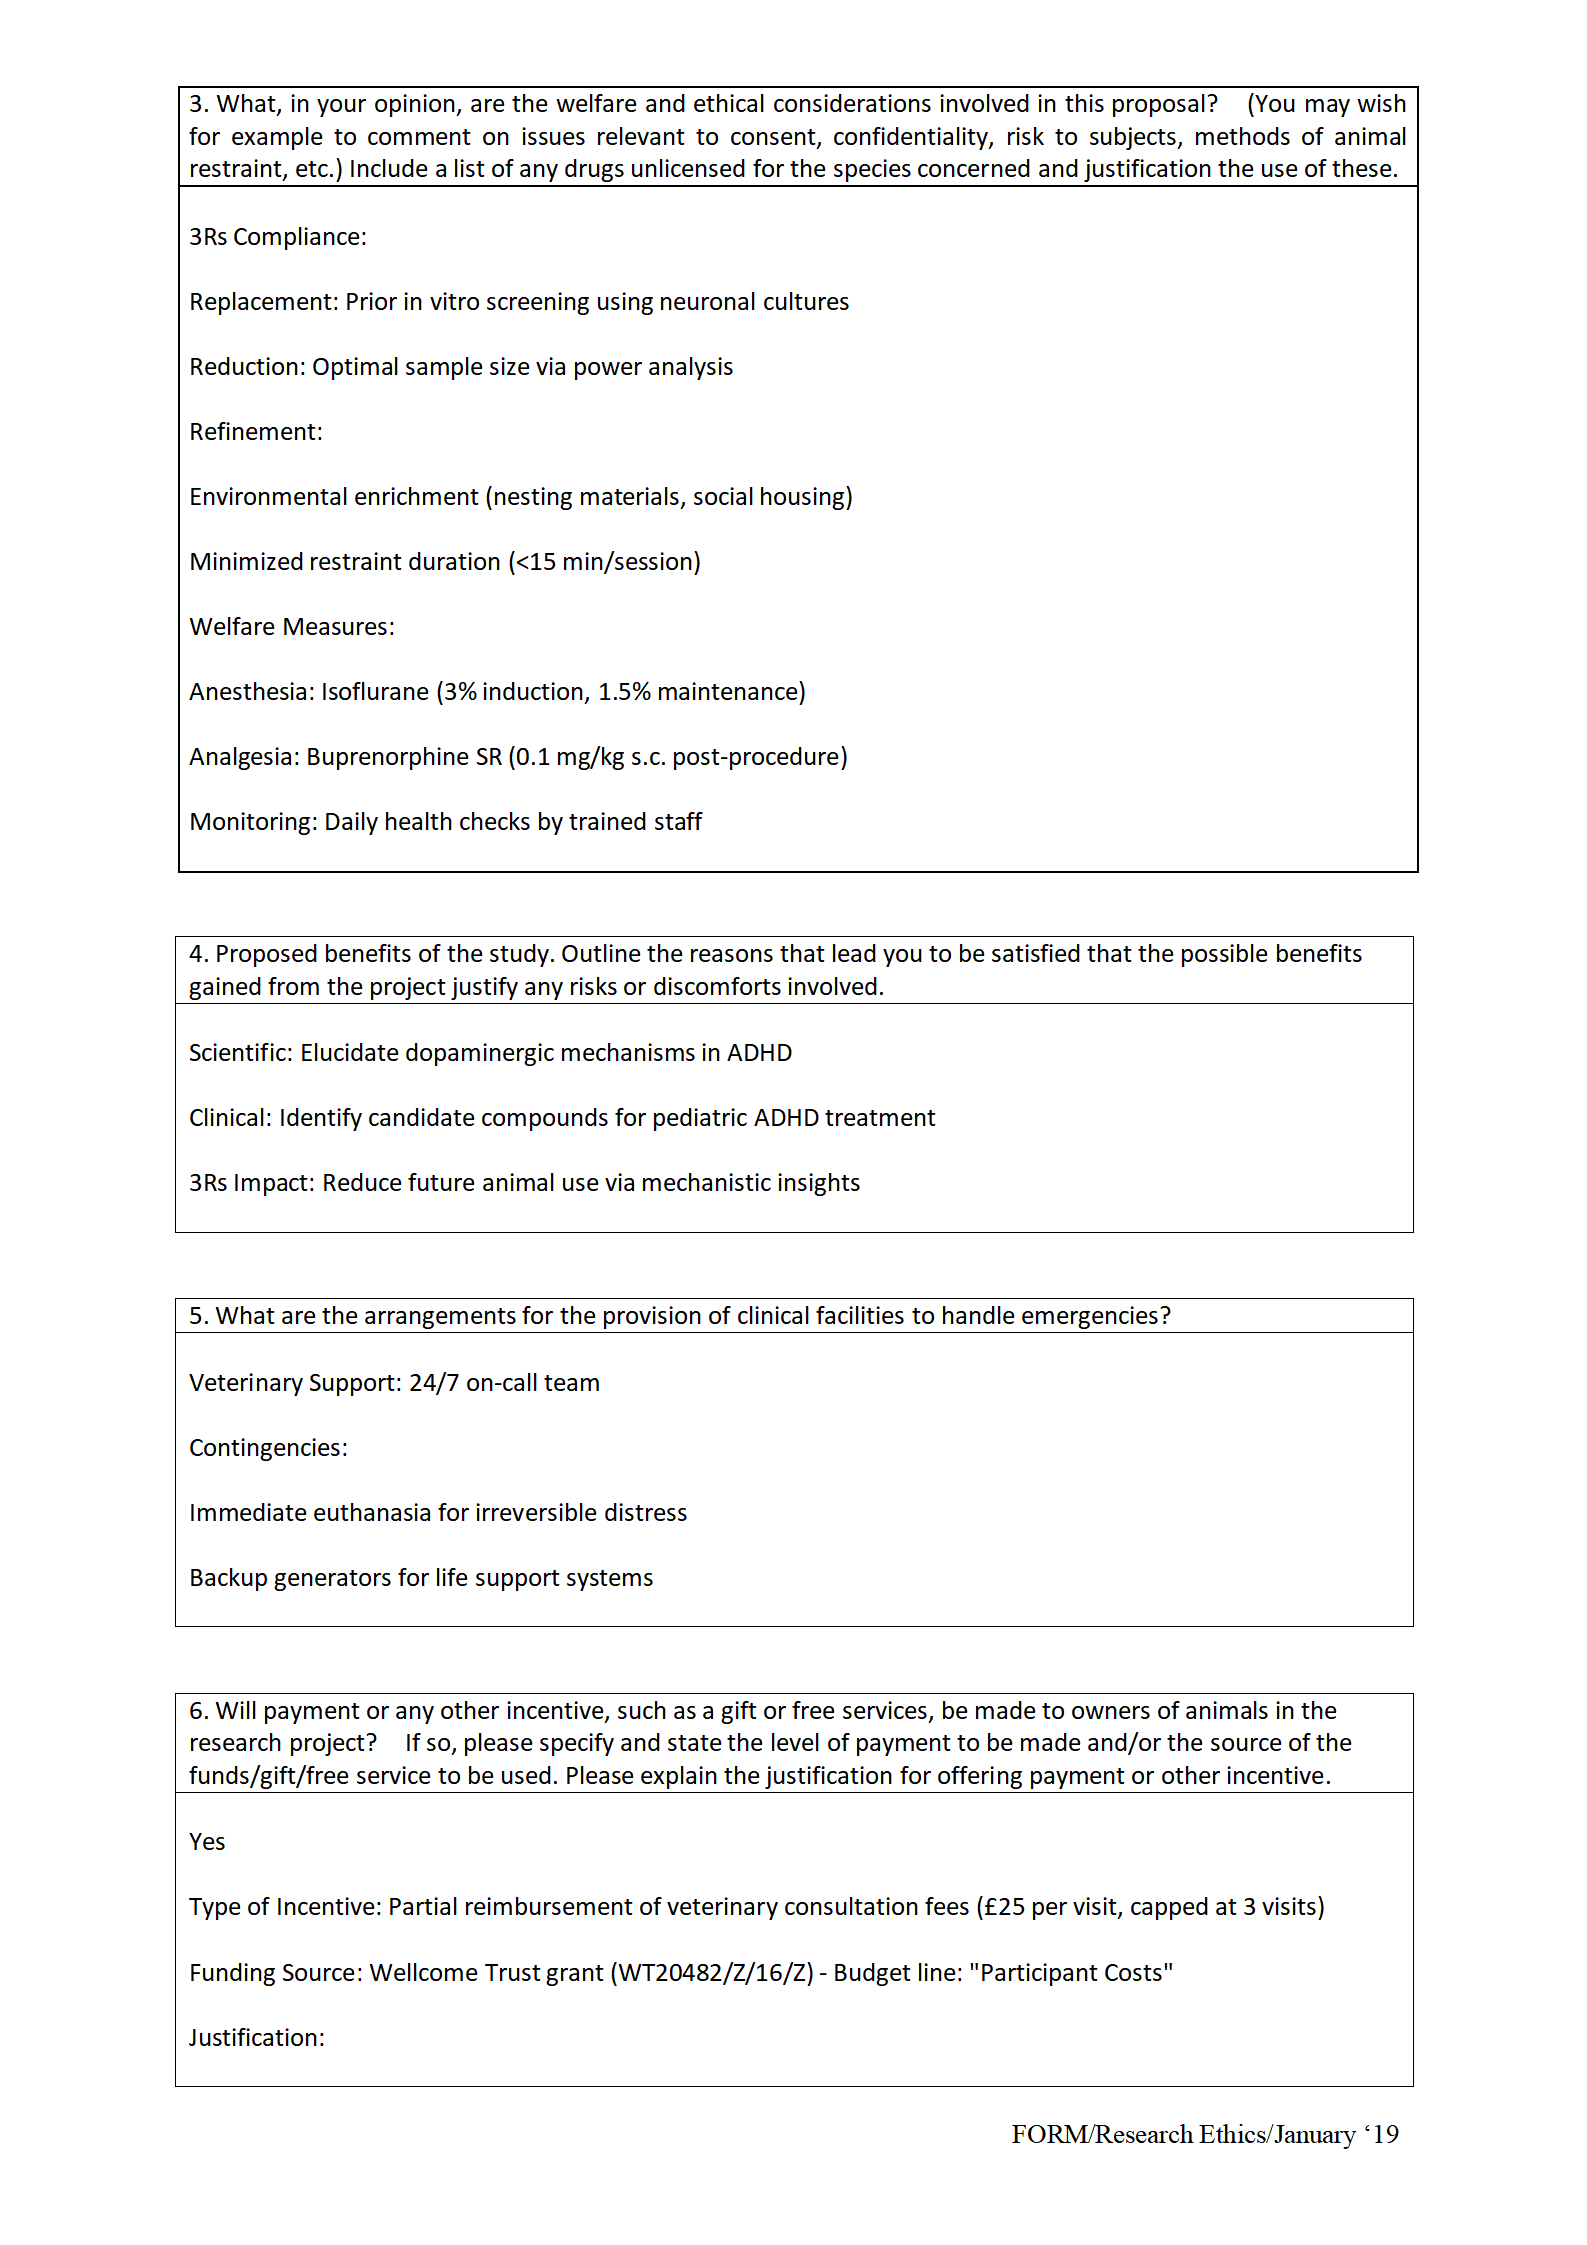 3. What, in your opinion, are the welfare and ethical considerations involved in this proposal? (You may wish
for example to comment on issues relevant to consent, confidentiality, risk to subjects, methods of animal
restraint, etc.) Include a list of any drugs unlicensed for the species concerned and justification the use of these.
3Rs Compliance:
Replacement: Prior in vitro screening using neuronal cultures
Reduction: Optimal sample size via power analysis
Refinement:
Environmental enrichment (nesting materials, social housing)
Minimized restraint duration (<15 min/session)
Welfare Measures:
Anesthesia: Isoflurane (3% induction, 1.5% maintenance)
Analgesia: Buprenorphine SR (0.1 mg/kg s.c. post-procedure)
Monitoring: Daily health checks by trained staff
4. Proposed benefits of the study. Outline the reasons that lead you to be satisfied that the possible benefits
gained from the project justify any risks or discomforts involved.
Scientific: Elucidate dopaminergic mechanisms in ADHD
Clinical: Identify candidate compounds for pediatric ADHD treatment
3Rs Impact: Reduce future animal use via mechanistic insights
5. What are the arrangements for the provision of clinical facilities to handle emergencies?
Veterinary Support: 24/7 on-call team
Contingencies:
Immediate euthanasia for irreversible distress
Backup generators for life support systems
6. Will payment or any other incentive, such as a gift or free services, be made to owners of animals in the
research project? If so, please specify and state the level of payment to be made and/or the source of the
funds/gift/free service to be used. Please explain the justification for offering payment or other incentive.
Yes
Type of Incentive: Partial reimbursement of veterinary consultation fees (£25 per visit, capped at 3 visits)
Funding Source: Wellcome Trust grant (WT20482/Z/16/Z) - Budget line: "Participant Costs"
Justification:
FORM/Research Ethics/January ‘19